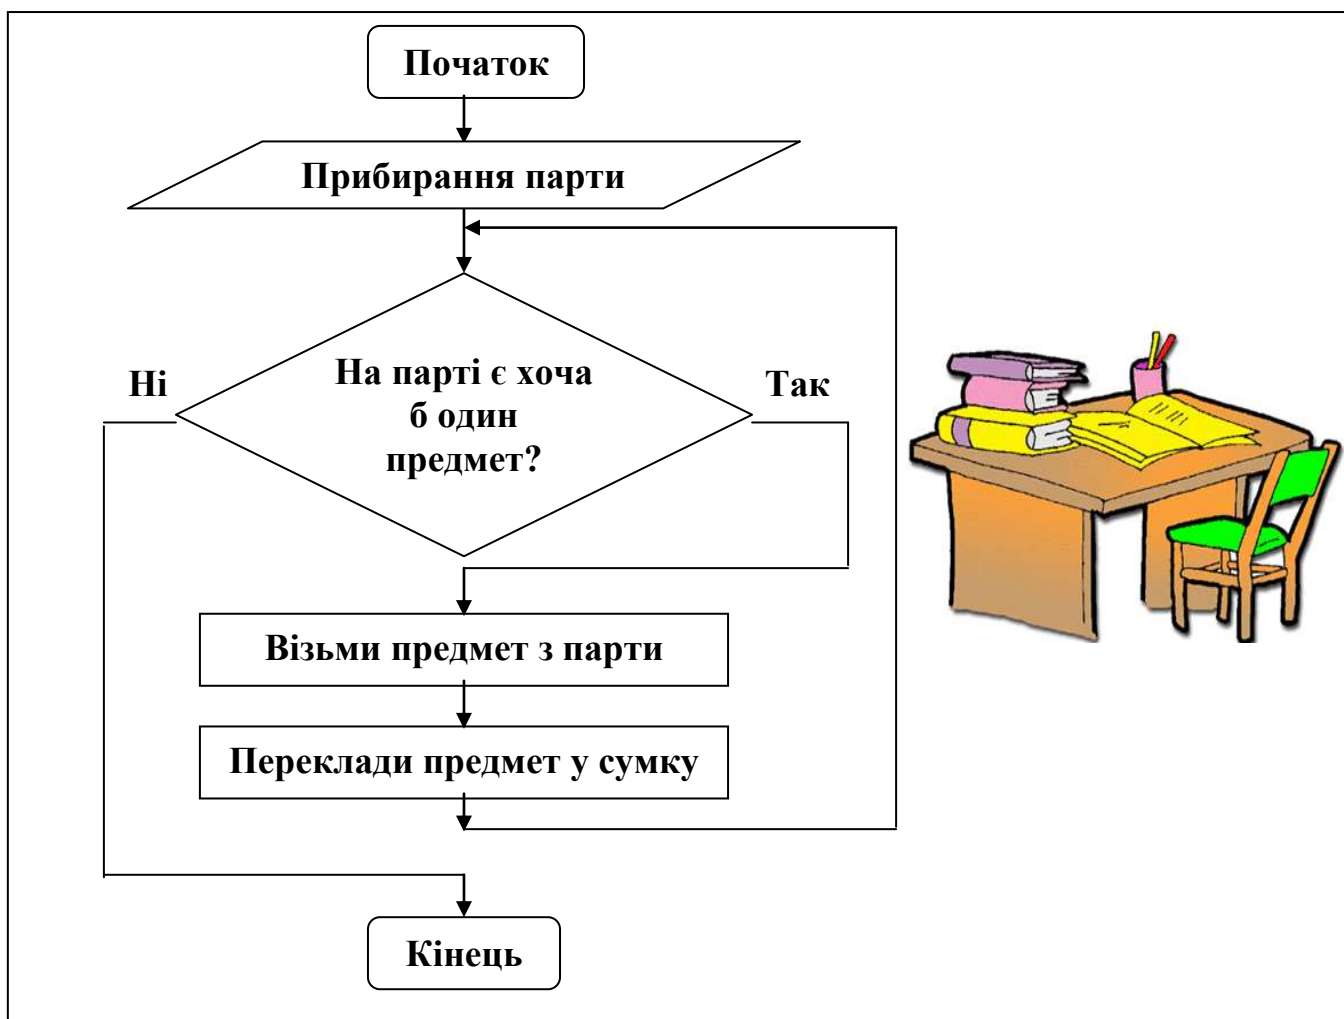 Початок
Прибирання парти
Ні
На парті є хоча
б один
предмет?
Так
Візьми предмет з парти
Переклади предмет у сумку
Кінець